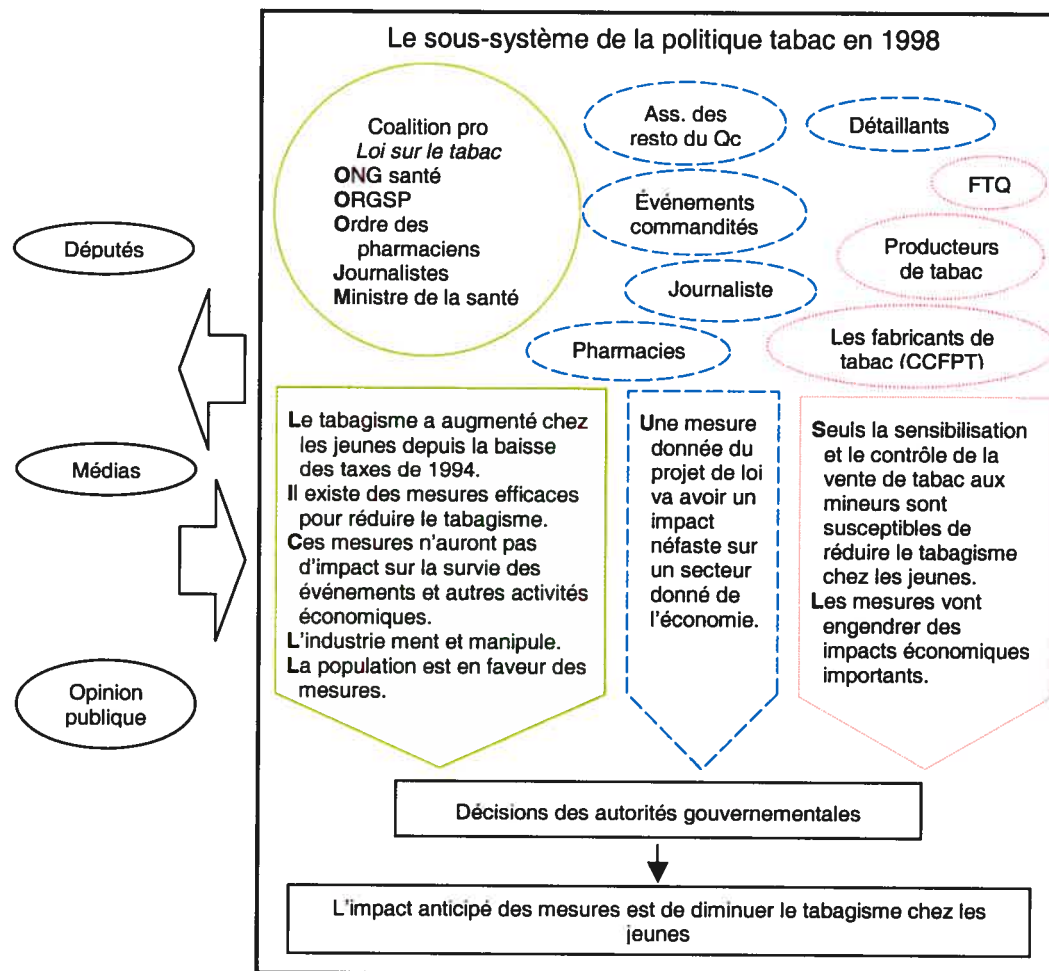 Le sous-système de la politique tabac en 1998
Coalition pro
Loi sur le tabac
ONG santé
ORGSP
Ordre des
pharmaciens
Journalistes
Ministre de la santé
Ass. des
resto du Qc
Détaillants
FTQ
Événements
commandités
Producteurs
de tabac
Journaliste
Pharmacies
Les fabricants de
tabac (CCFPT)
Députés
Médias
Opinion
publique
Le tabagisme a augmenté chez
les jeunes depuis la baisse
des taxes de 1994.
Il existe des mesures efficaces
pour réduire le tabagisme.
Ces mesures n'auront pas
d'impact sur la survie des
événements et autres activités
économiques.
L'industrie ment et manipule.
La population est en faveur des
mesures.
Une mesure
donnée du
projet de loi
va avoir un
impact
néfaste sur
un secteur
donné de
l'économie.
Seuls la sensibilisation
et le contrôle de la
vente de tabac aux
mineurs sont
susceptibles de
réduire le tabagisme
chez les jeunes.
Les mesures vont
engendrer des
impacts économiques
importants.
Décisions des autorités gouvernementales
L'impact anticipé des mesures est de diminuer le tabagisme chez les
jeunes